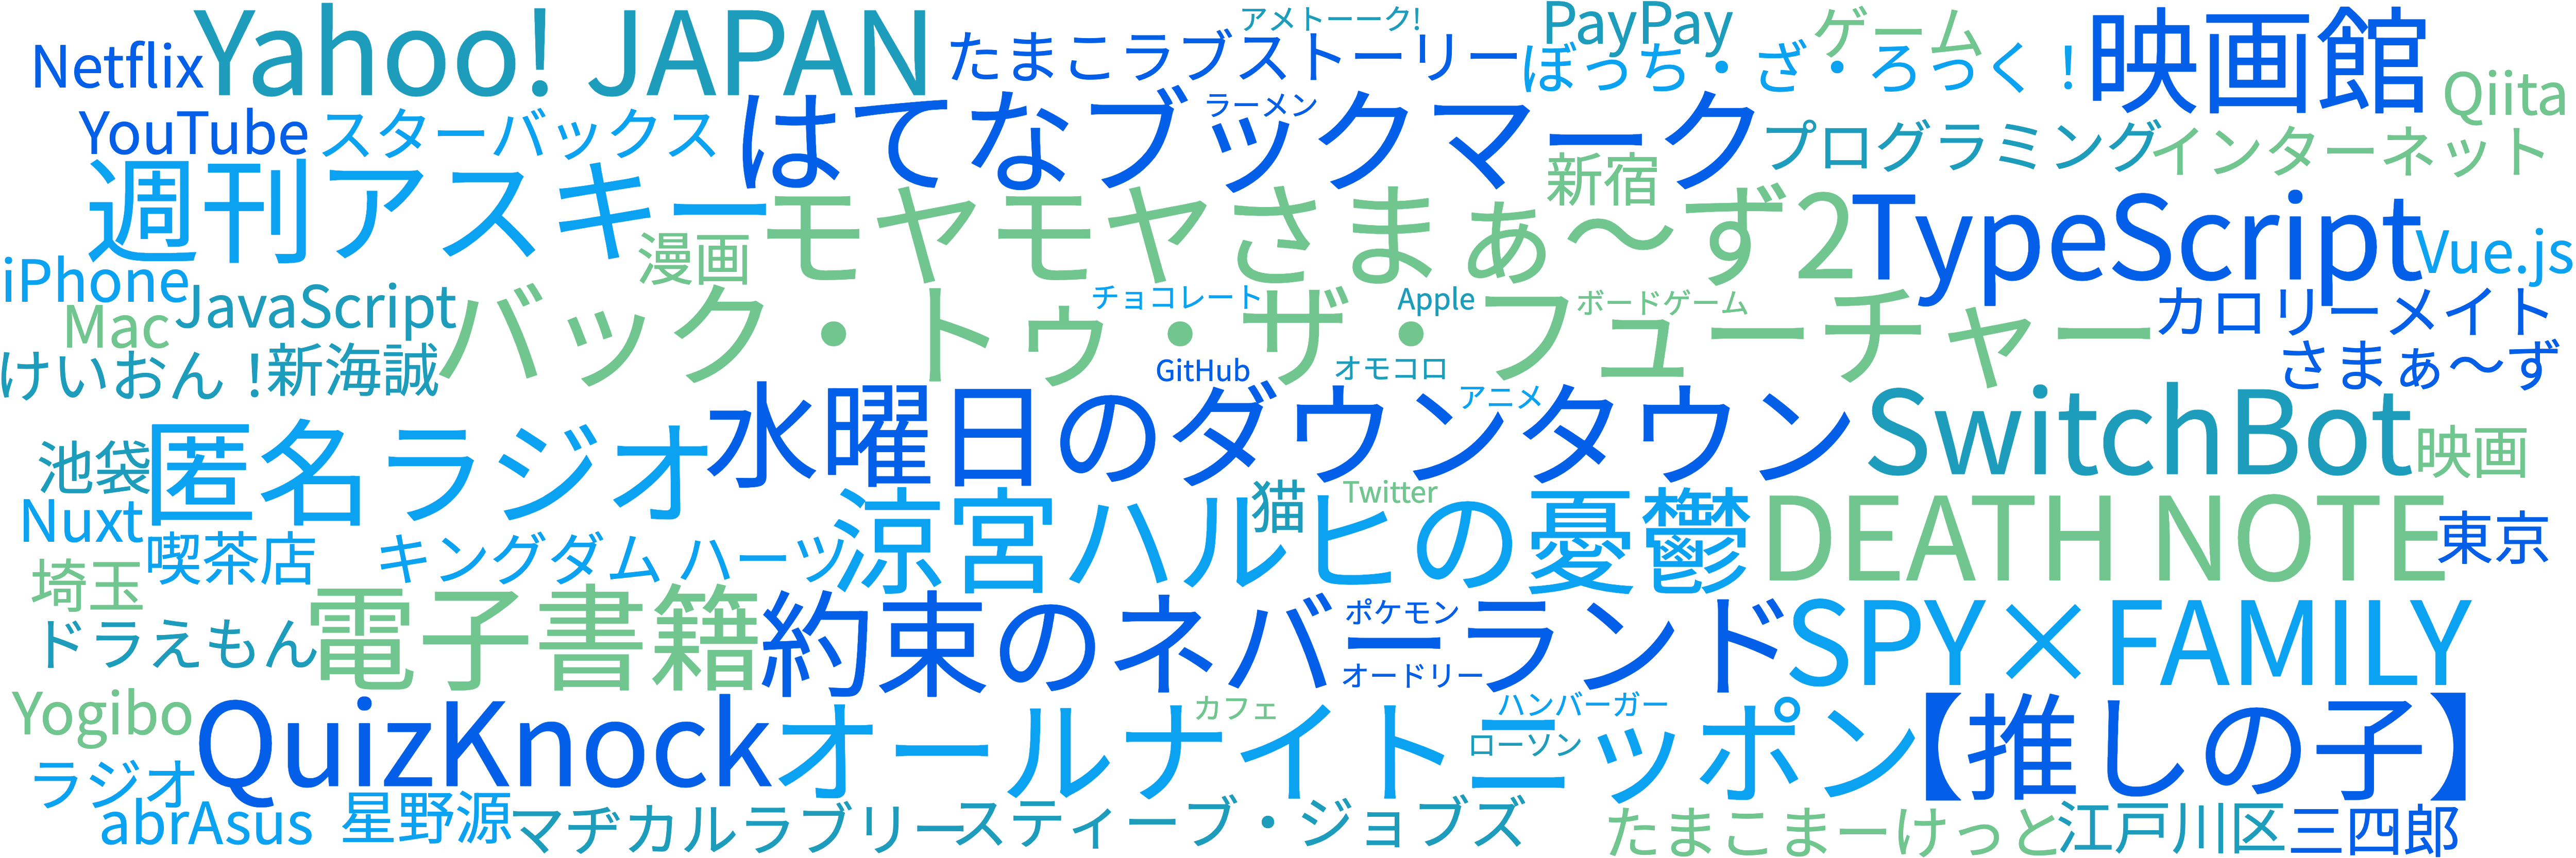 Netflix
Yahoo! JAPAN
たまこラブストーリー
アメトーーク!
PayPay
ぼっち・ざ・ろっく！
ゲーム
映画館
Qiita
YouTube
スターバックス
はてなブックマーク
ラーメン
プログラミング
インターネット
週刊アスキー
漫画
モヤモヤさまぁ〜ず2
新宿
TypeScript
Vue.js
iPhone
Mac
JavaScript
バック・トゥ・ザ・フューチャー
チョコレート
Apple
ボードゲーム
カロリーメイト
けいおん！
新海誠
GitHub
オモコロ
さまぁ〜ず
池袋
匿名ラジオ
水曜日のダウンタウン
アニメ
SwitchBot
映画
Nuxt
喫茶店
キングダム ハーツ
涼宮ハルヒの憂鬱
猫
Twitter
DEATH NOTE
東京
埼玉
ドラえもん
電子書籍
約束のネバーランド
ポケモン
オードリー
SPY×FAMILY
Yogibo
QuizKnock
オールナイトニッポン
カフェ
ハンバーガー
ローソン
【推しの子】
ラジオ
abrAsus
星野源
マヂカルラブリー
スティーブ・ジョブズ
たまこまーけっと
江戸川区
三四郎